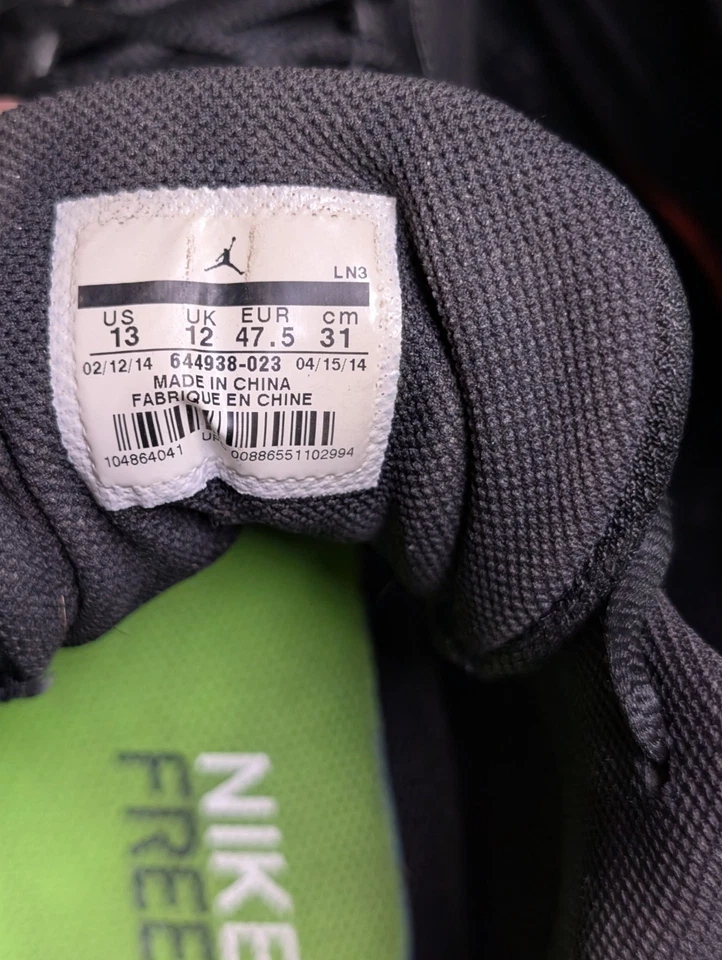 LN3
US UK EUR cm
13 12 47.5 31
02/12/14 644938-023 04/15/14
MADE IN CHINA
FABRIQUE EN CHINE
104864041 00886551102994
NIKE
FREE